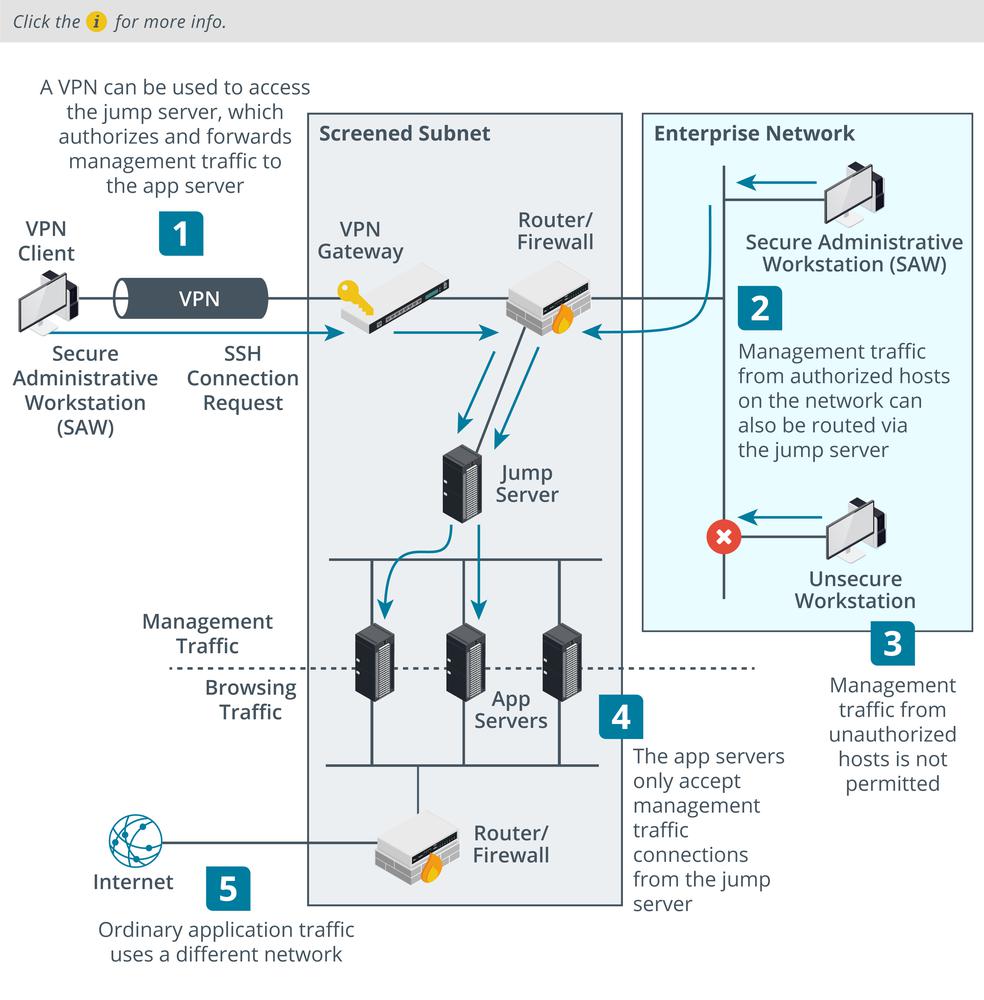 Click the i for more info.
A VPN can be used to access
the jump server, which
authorizes and forwards
management traffic to
the app server
1
Screened Subnet
Enterprise Network
VPN
Client
VPN
VPN
Gateway
Router/
Firewall
Secure Administrative
Workstation (SAW)
2
Management traffic
from authorized hosts
on the network can
also be routed via
the jump server
Secure
Administrative
Workstation
(SAW)
SSH
Connection
Request
Jump
Server
Unsecure
Workstation
3
Management
traffic from
unauthorized
hosts is not
permitted
Management
Traffic
Browsing
Traffic
App
Servers
4
The app servers
only accept
management
traffic
connections
from the jump
server
Router/
Firewall
Internet
5
Ordinary application traffic
uses a different network